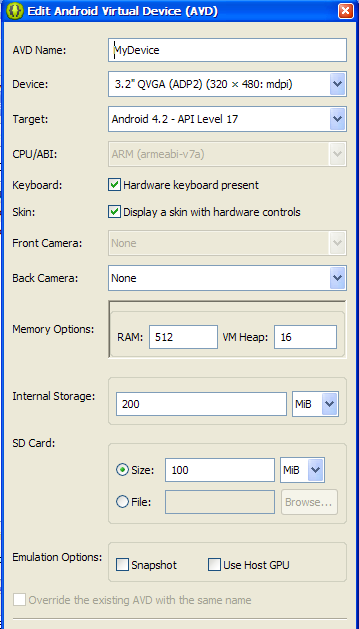 Edit Android Virtual Device (AVD)
AVD Name: MyDevice
Device: 3.2" QVGA (ADP2) (320 × 480: mdpi)
Target: Android 4.2 - API Level 17
CPU/ABI: ARM (armeabi-v7a)
Keyboard: Hardware keyboard present
Skin: Display a skin with hardware controls
Front Camera: None
Back Camera: None
Memory Options: RAM: 512 VM Heap: 16
Internal Storage: 200 MiB
SD Card:
Size: 100 MiB
File: Browse...
Emulation Options: Snapshot Use Host GPU
Override the existing AVD with the same name